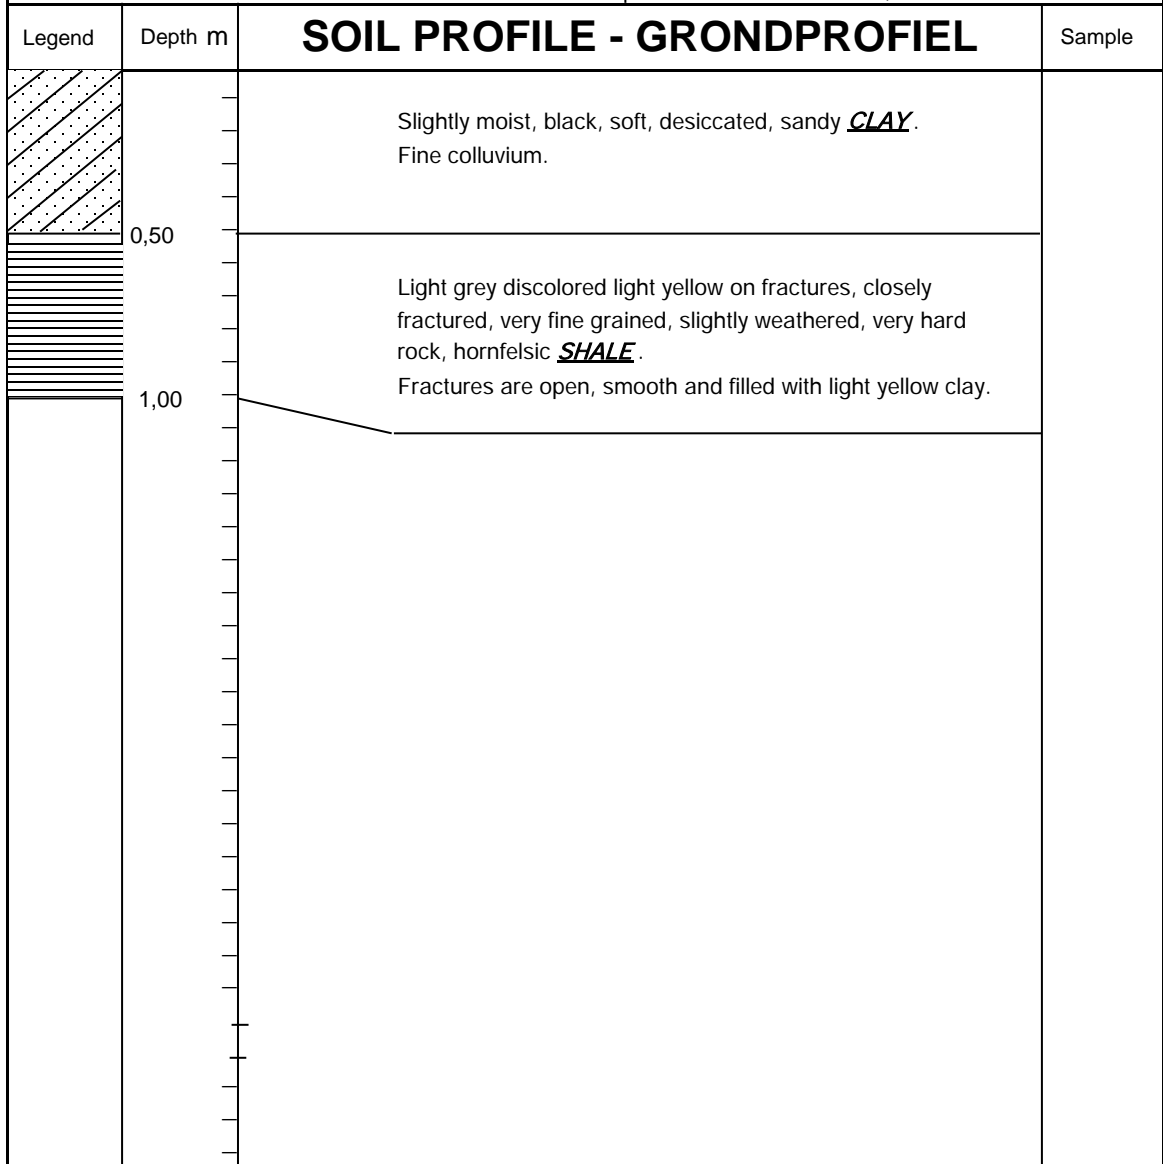 Legend
Depth m
SOIL PROFILE - GRONDPROFIEL
Sample
Slightly moist, black, soft, desiccated, sandy CLAY.
Fine colluvium.
0,50
Light grey discolored light yellow on fractures, closely
fractured, very fine grained, slightly weathered, very hard
rock, hornfelsic SHALE.
Fractures are open, smooth and filled with light yellow clay.
1,00